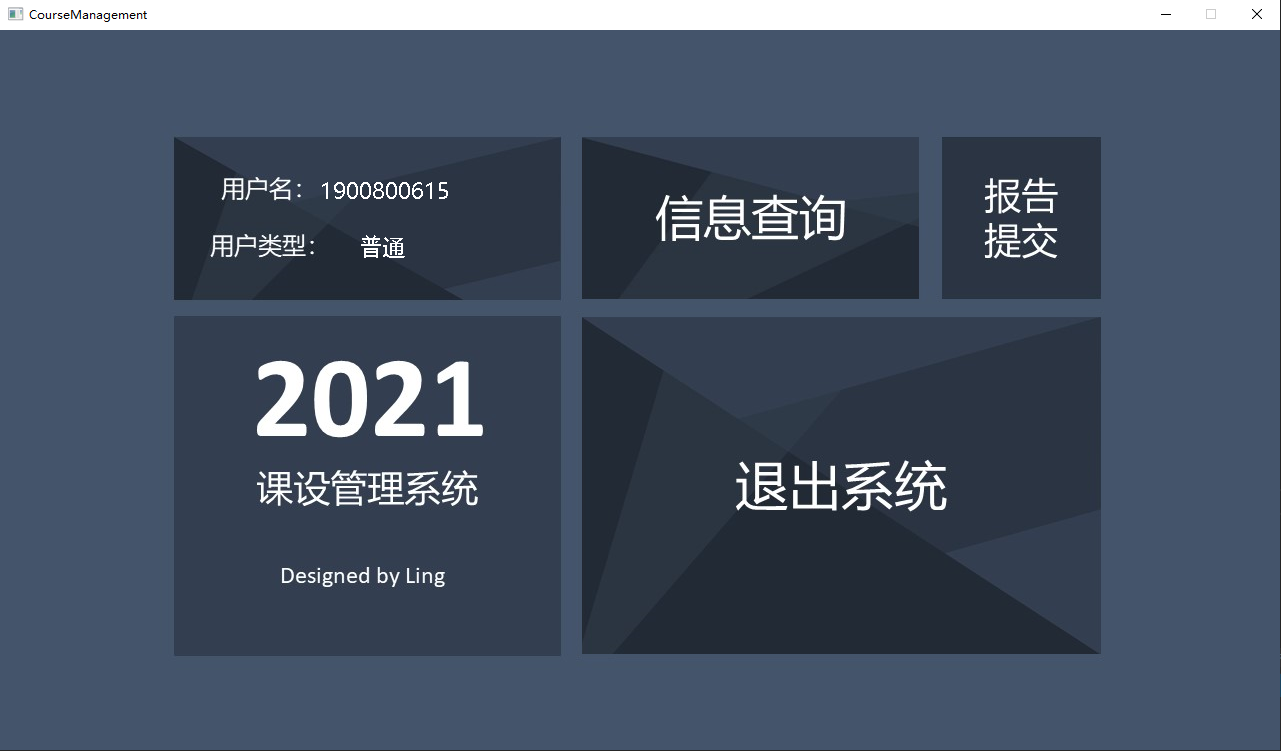 CourseManagement
用户名： 1900800615
用户类型： 普通
信息查询
报告
提交
2021
课设管理系统
Designed by Ling
退出系统